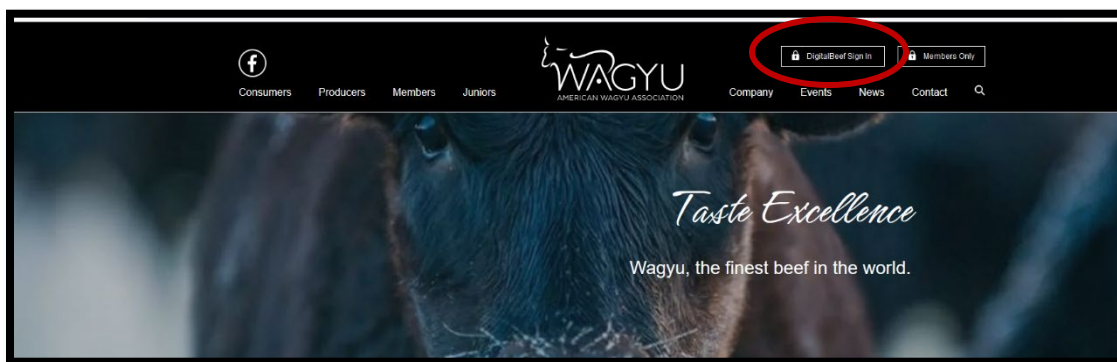 DigitalBeef Sign In
Members Only
WAGYU
AMERICAN WAGYU ASSOCIATION
Consumers Producers Members Juniors Company Events News Contact
Taste Excellence
Wagyu, the finest beef in the world.